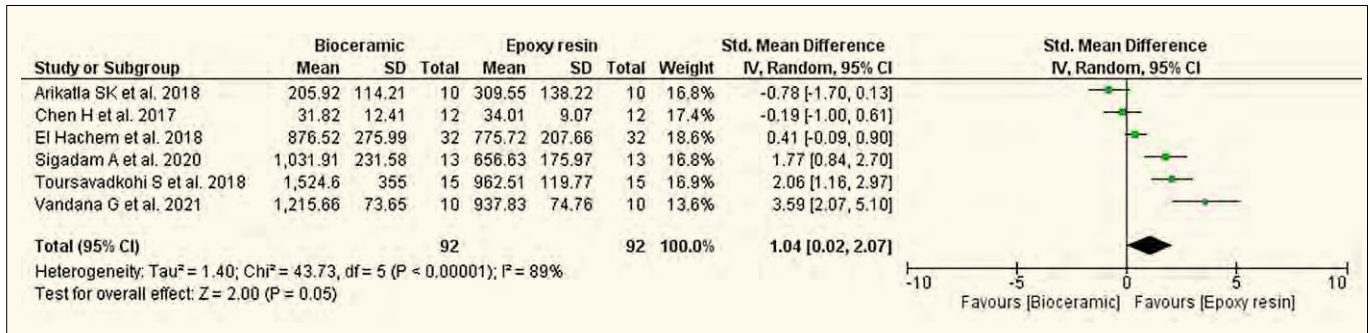 Bioceramic Epoxy resin Std. Mean Difference Std. Mean Difference
Study or Subgroup Mean SD Total Mean SD Total Weight IV, Random, 95% CI IV, Random, 95% CI
Arikatla SK et al. 2018 205.92 114.21 10 309.55 138.22 10 16,8% -0.78 [-1.70, 0.13]
Chen H et al. 2017 31.82 12.41 12 34.01 9.07 12 17.4% -0.19 [-1.00, 0.61]
El Hachem et al. 2018 876.52 275.99 32 775.72 207.66 32 18.6% 0.41 [-0.09, 0.90]
Sigadam A et al. 2020 1,031.91 231.58 13 656.63 175.97 13 16.8% 1.77 [0.84, 2.70]
Toursavadkohi S et al. 2018 1,524.6 355 15 962.51 119.77 15 16.9% 2.06 [1.16, 2.97]
Vandana G et al. 2021 1,215.66 73.65 10 937.83 74.76 10 13.6% 3.59 [2.07, 5.10]
Total (95% CI) 92 92 100.0% 1.04 [0.02, 2.07]
Heterogeneity: Tau² = 1.40; Chi² = 43.73, df = 5 (P < 0.00001); I² = 89%
Test for overall effect: Z = 2.00 (P = 0.05)
-10 -5 0 5 10
Favours [Bioceramic] Favours [Epoxy resin]